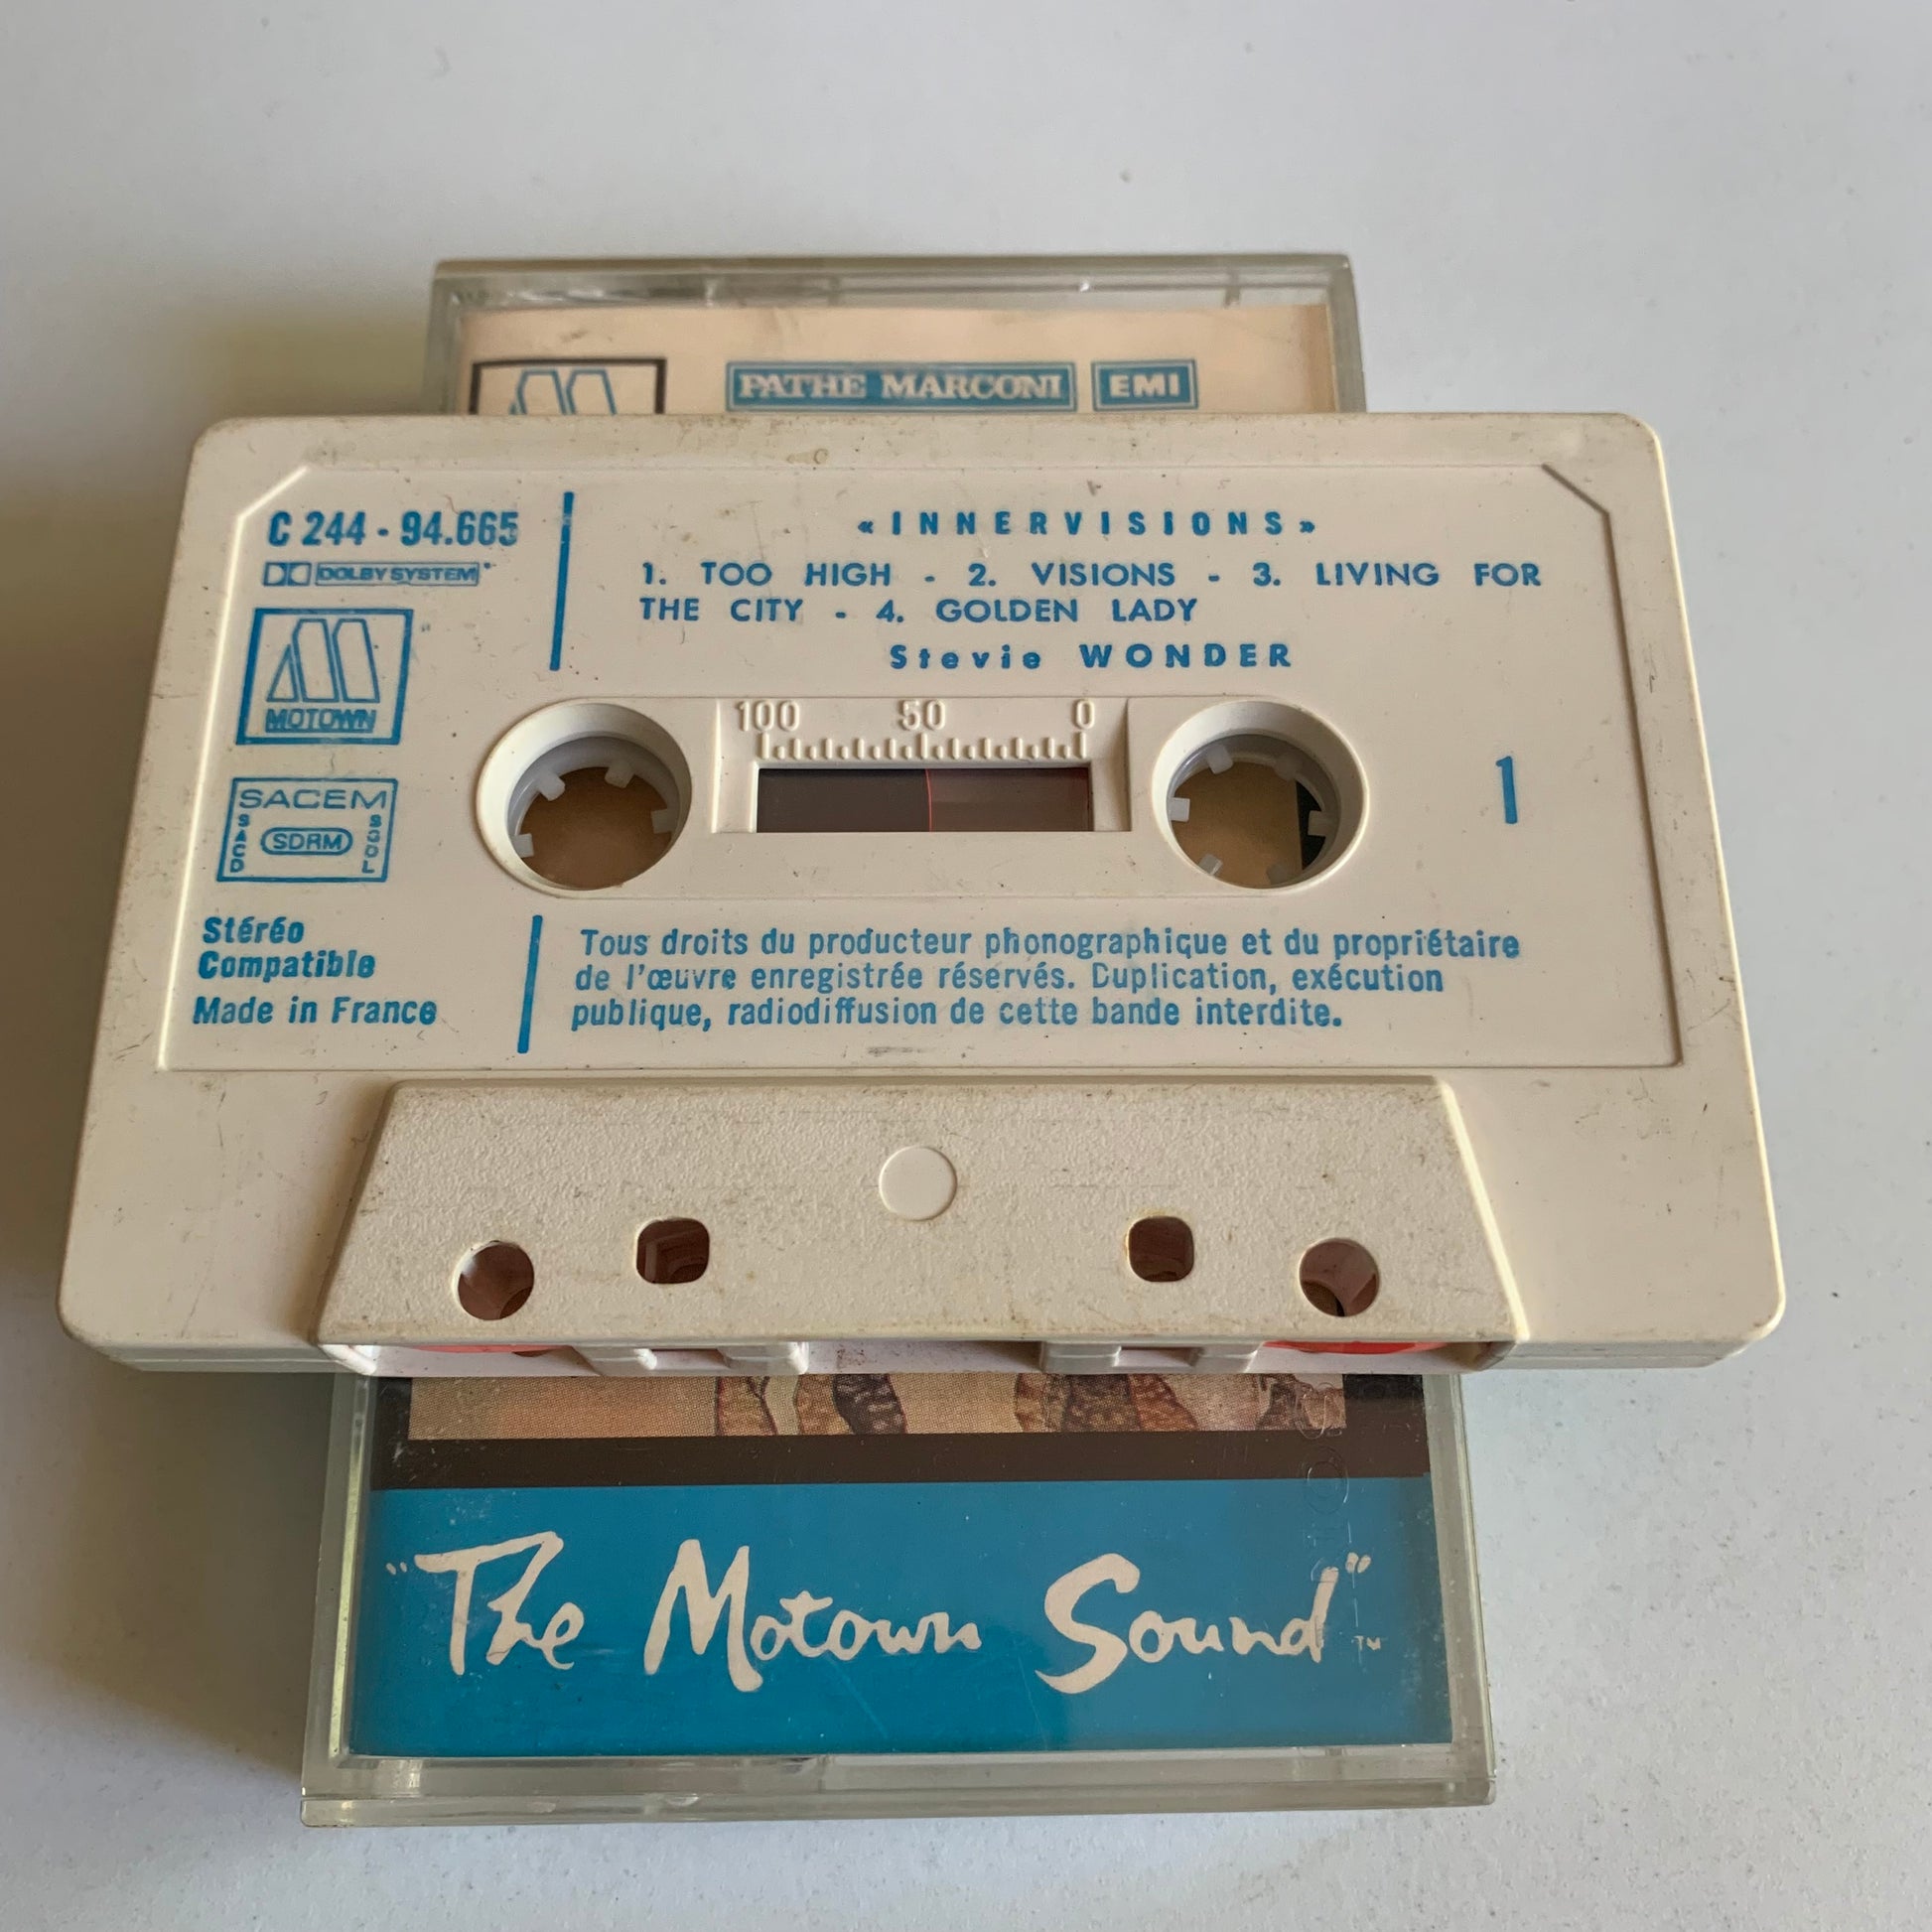 PATHE MARCONI EMI
C 244 - 94.665
DOLBY SYSTEM
MOTOWN
SACEM
SACD
SDRM
SGDL
Stéréo
Compatible
Made in France
«INNERVISIONS»
1. TOO HIGH - 2. VISIONS - 3. LIVING FOR
THE CITY - 4. GOLDEN LADY
Stevie WONDER
100 50 0
1
Tous droits du producteur phonographique et du propriétaire
de l'œuvre enregistrée réservés. Duplication, exécution
publique, radiodiffusion de cette bande interdite.
"The Motown Sound"™